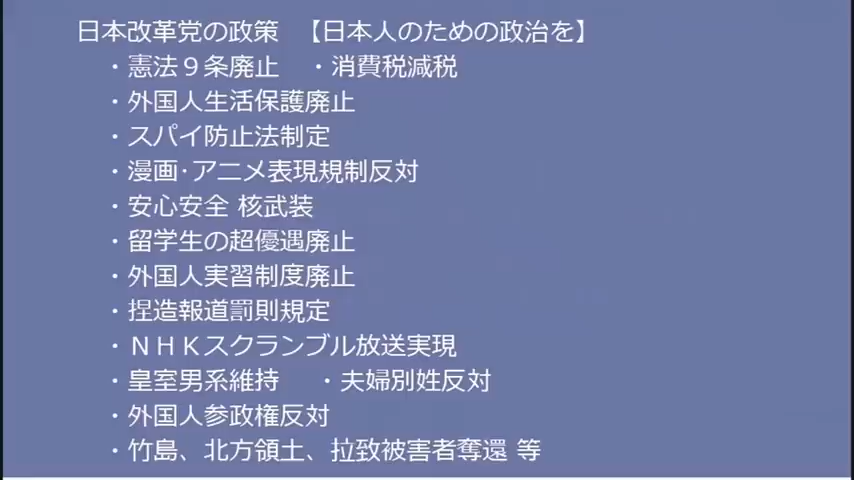 日本改革党の政策 【日本人のための政治を】
・憲法９条廃止 ・消費税減税
・外国人生活保護廃止
・スパイ防止法制定
・漫画･アニメ表現規制反対
・安心安全 核武装
・留学生の超優遇廃止
・外国人実習制度廃止
・捏造報道罰則規定
・ＮＨＫスクランブル放送実現
・皇室男系維持 ・夫婦別姓反対
・外国人参政権反対
・竹島、北方領土、拉致被害者奪還 等